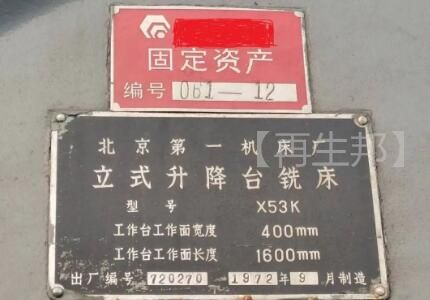 固定资产
编号 061—12
北京第一机床厂
立式升降台铣床
型号 X53K
工作台工作面宽度 400mm
工作台工作面长度 1600mm
出厂编号 720270 1972年9月制造
【再生邦】